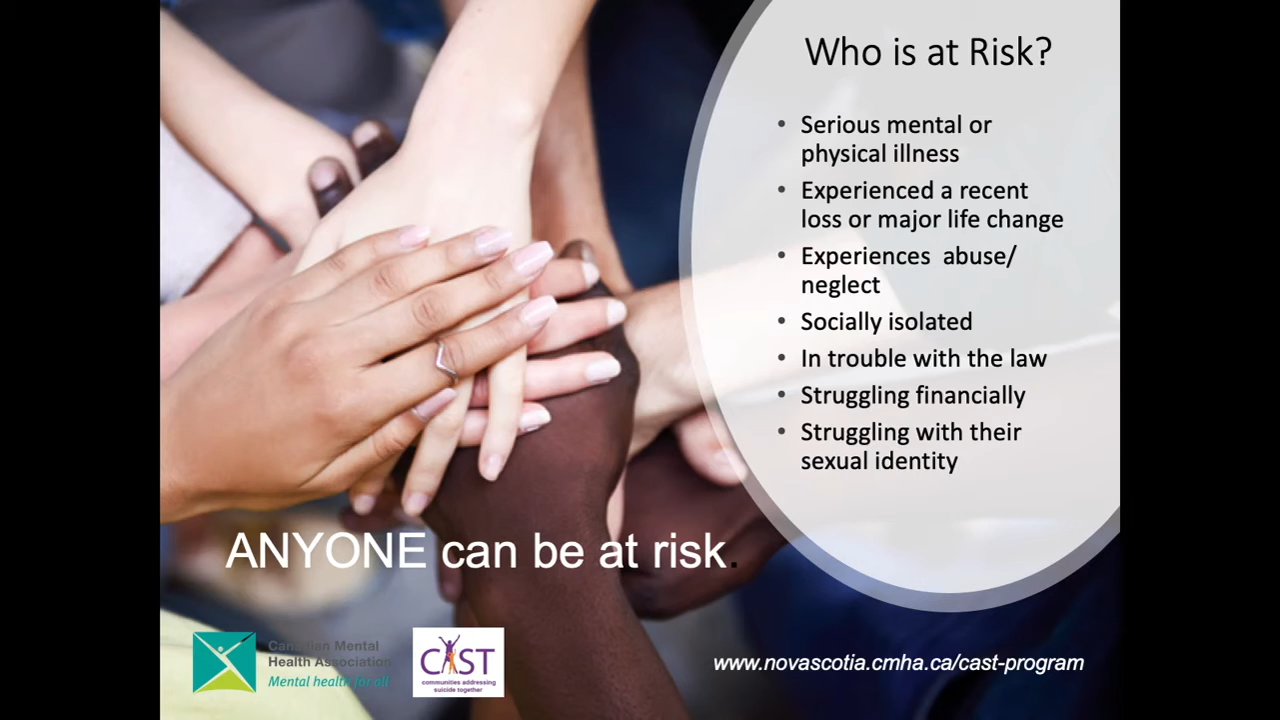 Who is at Risk?
• Serious mental or
physical illness
• Experienced a recent
loss or major life change
• Experiences abuse/
neglect
• Socially isolated
• In trouble with the law
• Struggling financially
• Struggling with their
sexual identity
ANYONE can be at risk.
Canadian Mental
Health Association
Mental health for all
CAST
communities addressing
suicide together
www.novascotia.cmha.ca/cast-program